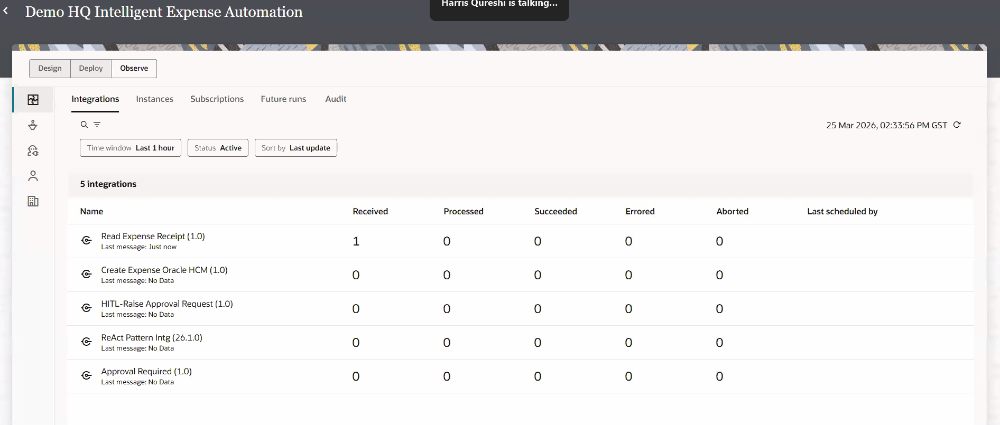 Demo HQ Intelligent Expense Automation
Harris Qureshi is talking...
Design Deploy Observe
Integrations Instances Subscriptions Future runs Audit
25 Mar 2026, 02:33:56 PM GST
Time window Last 1 hour Status Active Sort by Last update
5 integrations
Name Received Processed Succeeded Errored Aborted Last scheduled by
Read Expense Receipt (1.0)
Last message: Just now
1 0 0 0 0
Create Expense Oracle HCM (1.0)
Last message: No Data
0 0 0 0 0
HITL-Raise Approval Request (1.0)
Last message: No Data
0 0 0 0 0
ReAct Pattern Intg (26.1.0)
Last message: No Data
0 0 0 0 0
Approval Required (1.0)
Last message: No Data
0 0 0 0 0